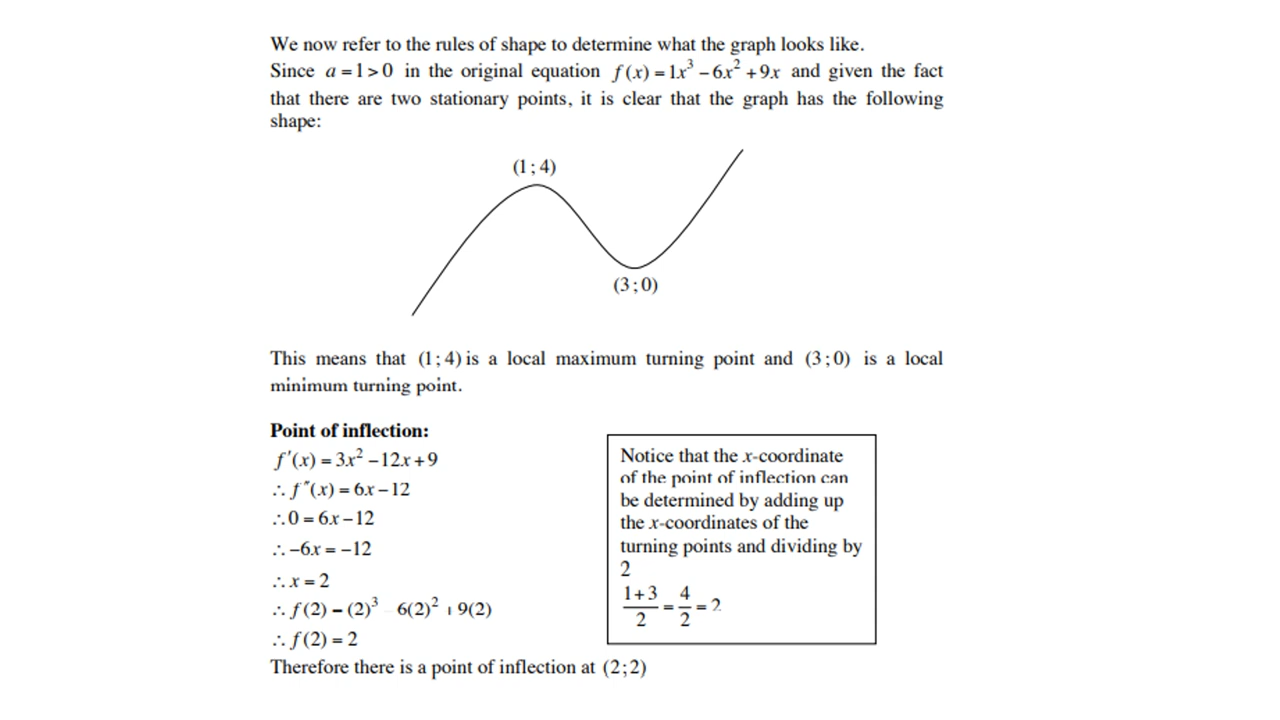 We now refer to the rules of shape to determine what the graph looks like.
Since a = 1 > 0 in the original equation f(x) = 1x³ − 6x² + 9x and given the fact
that there are two stationary points, it is clear that the graph has the following
shape:
(1 ; 4)
(3 ; 0)
This means that (1 ; 4) is a local maximum turning point and (3 ; 0) is a local
minimum turning point.
Point of inflection:
f′(x) = 3x² − 12x + 9
∴ f″(x) = 6x − 12
∴ 0 = 6x − 12
∴ −6x = −12
∴ x = 2
∴ f(2) = (2)³ 6(2)² + 9(2)
∴ f(2) = 2
Therefore there is a point of inflection at (2 ; 2)
Notice that the x-coordinate
of the point of inflection can
be determined by adding up
the x-coordinates of the
turning points and dividing by
2
1+3/2 = 4/2 = 2